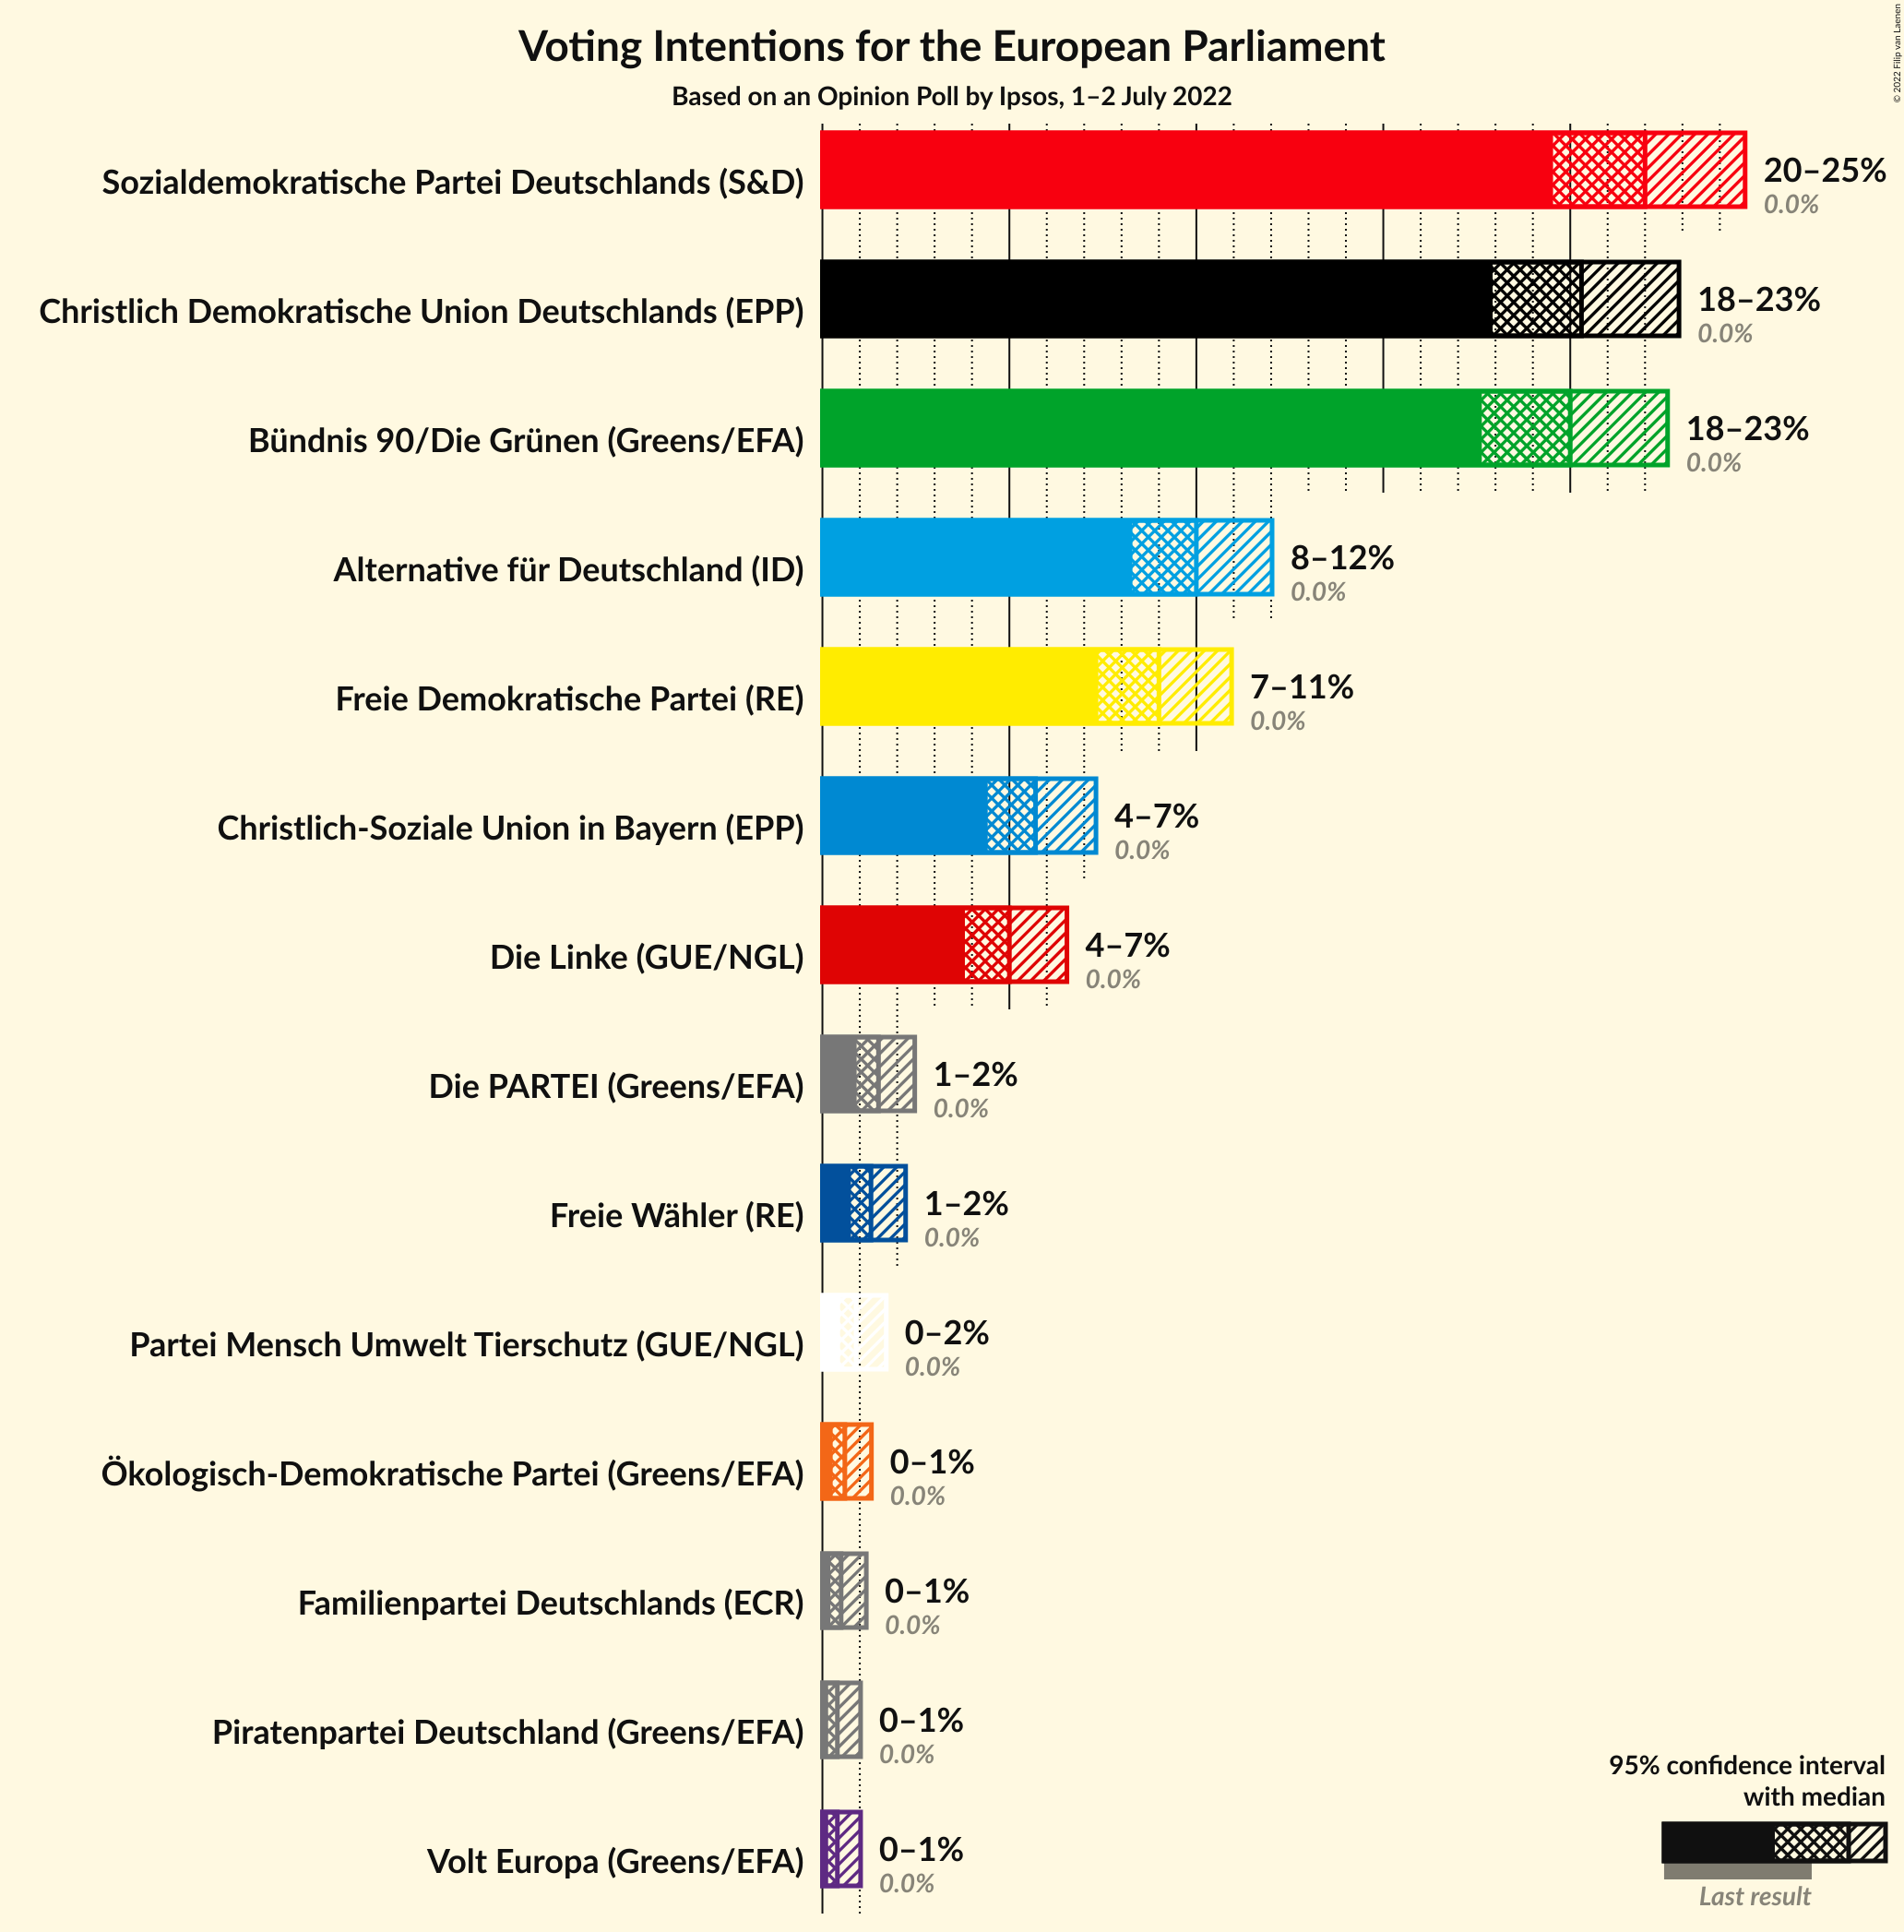 Voting Intentions for the European Parliament
Based on an Opinion Poll by Ipsos, 1–2 July 2022
© 2022 Filip van Laenen
Sozialdemokratische Partei Deutschlands (S&D)
20–25%
0.0%
Christlich Demokratische Union Deutschlands (EPP)
18–23%
0.0%
Bündnis 90/Die Grünen (Greens/EFA)
18–23%
0.0%
Alternative für Deutschland (ID)
8–12%
0.0%
Freie Demokratische Partei (RE)
7–11%
0.0%
Christlich-Soziale Union in Bayern (EPP)
4–7%
0.0%
Die Linke (GUE/NGL)
4–7%
0.0%
Die PARTEI (Greens/EFA)
1–2%
0.0%
Freie Wähler (RE)
1–2%
0.0%
Partei Mensch Umwelt Tierschutz (GUE/NGL)
0–2%
0.0%
Ökologisch-Demokratische Partei (Greens/EFA)
0–1%
0.0%
Familienpartei Deutschlands (ECR)
0–1%
0.0%
Piratenpartei Deutschland (Greens/EFA)
0–1%
0.0%
Volt Europa (Greens/EFA)
0–1%
0.0%
95% confidence interval
with median
Last result